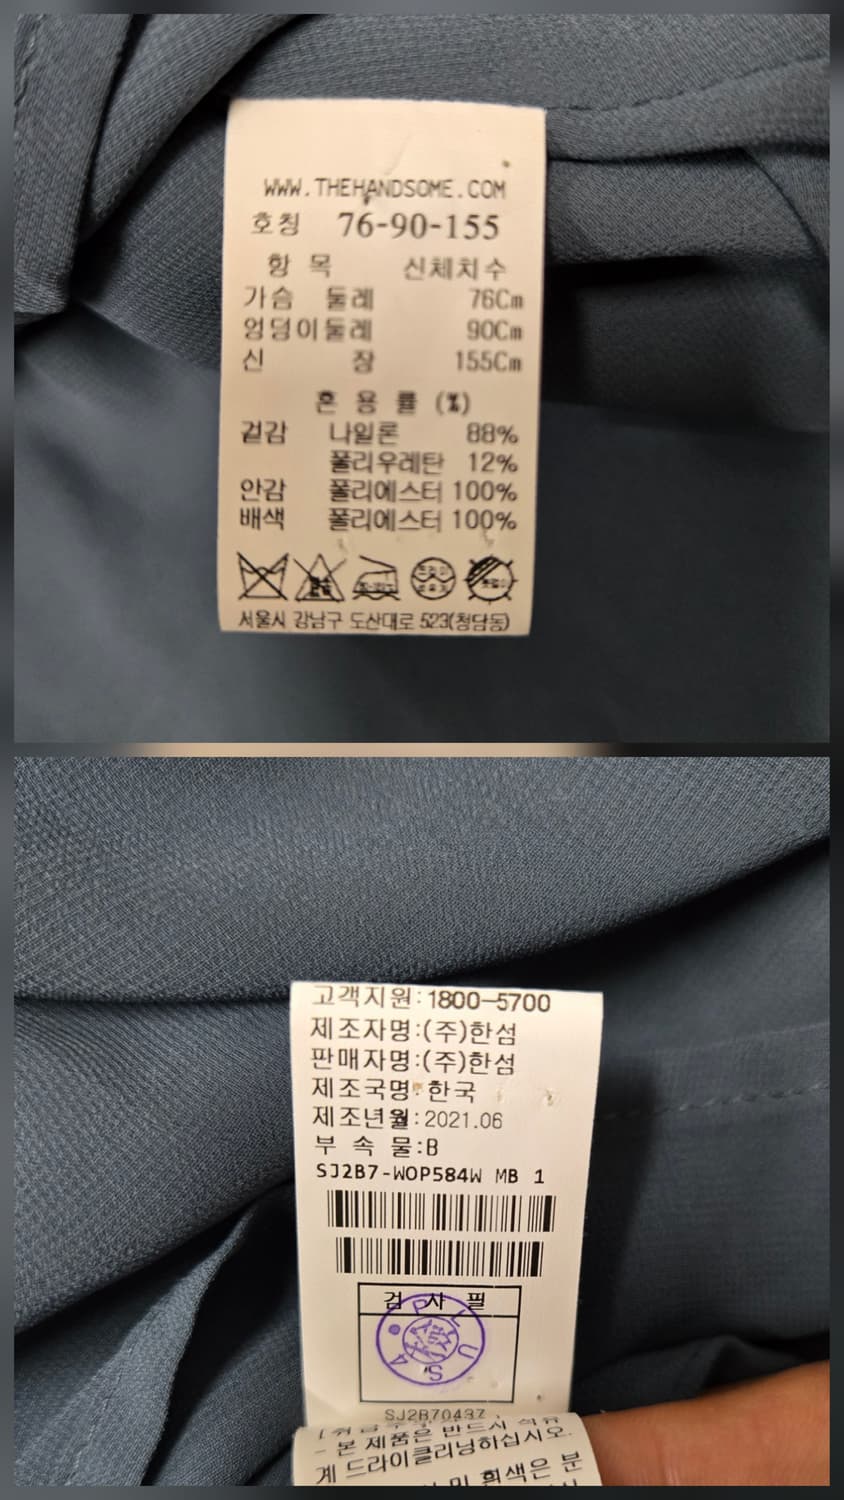 WWW.THEHANDSOME.COM
호칭 76-90-155
항 목 신체치수
가슴 둘레 76Cm
엉덩이둘레 90Cm
신 장 155Cm
혼 용 률 (%)
겉감 나일론 88%
폴리우레탄 12%
안감 폴리에스터 100%
배색 폴리에스터 100%
서울시 강남구 도산대로 523(청담동)
고객지원:1800-5700
제조자명:(주)한섬
판매자명:(주)한섬
제조국명:한국
제조년월:2021.06
부 속 물:B
SJ2B7-WOP584W MB 1
검 사 필
PLUS A
SJ2B70437
- 본 제품은 반드시 석유
계 드라이클리닝하십시오.
및 흰색은 분